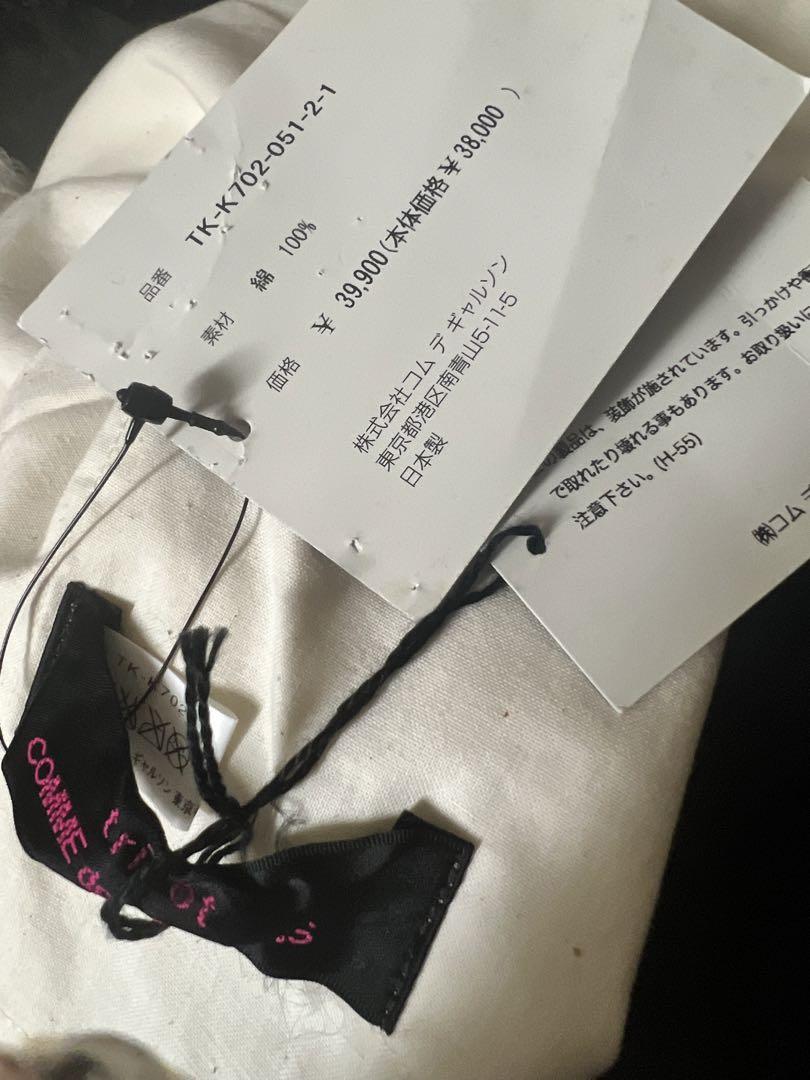 品番 TK-K702-051-2-1
素材 綿 100%
価格 ¥ 39,900(本体価格 ¥ 38,000 )
株式会社コム デ ギャルソン
東京都港区南青山5-11-5
日本製
製品は、装飾が施されています。引っかけや
で取れたり壊れる事もあります。お取り扱いに
注意下さい。(H-55)
㈱コム デ
TK-K702
ギャルソン 東京
COMME